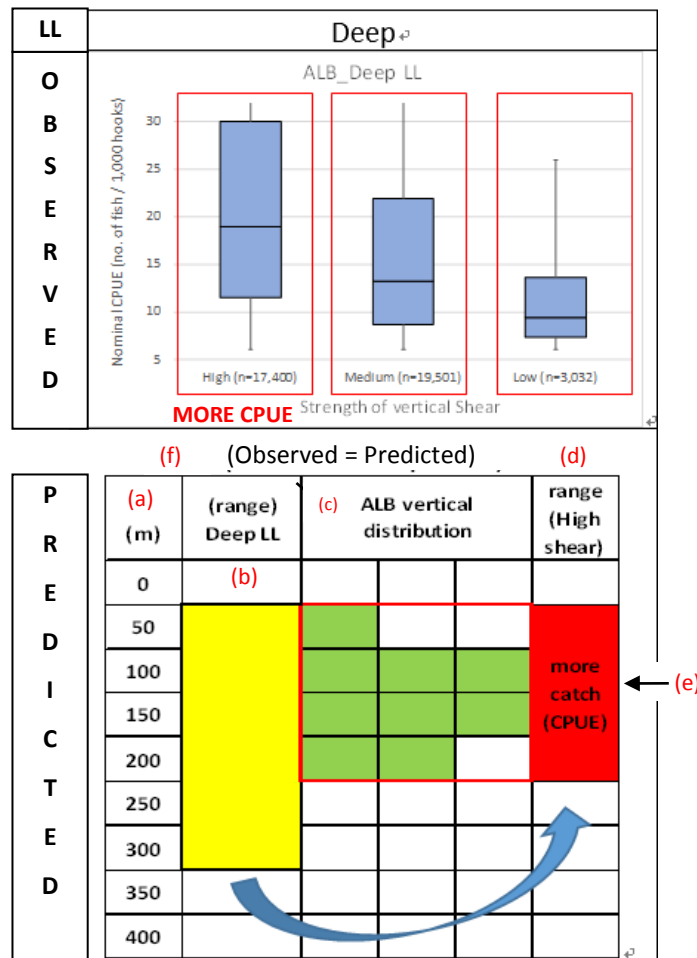 LL
Deep
O
B
S
E
R
V
E
D
ALB_Deep LL
Nominal CPUE (no. of fish / 1,000 hooks)
30
25
20
15
10
5
High (n=17,400)
Medium (n=19,501)
Low (n=3,032)
MORE CPUE
Strength of vertical Shear
(f)
(Observed = Predicted)
(d)
P
R
E
D
I
C
T
E
D
(a)
(m)
(range)
Deep LL
(c)
ALB vertical
distribution
range
(High
shear)
0
(b)
50
100
150
200
250
300
350
400
more
catch
(CPUE)
(e)